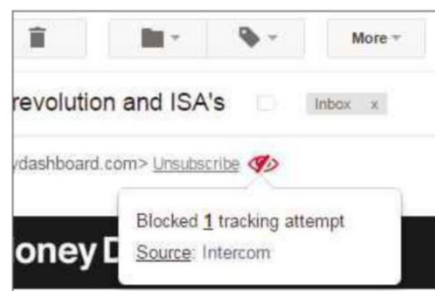 More
revolution and ISA's
Inbox x
ydashboard.com> Unsubscribe
Blocked 1 tracking attempt
Source: Intercom
oney D